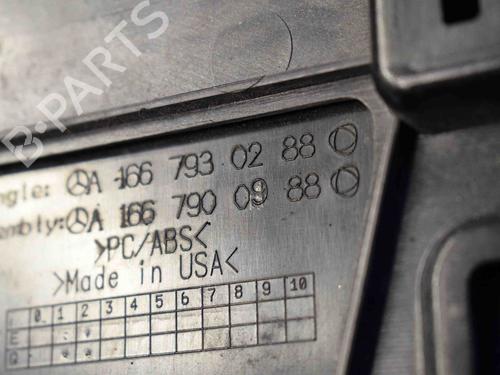 B-PARTS
ngle: A 166 793 02 88
embly: A 166 790 09 88
>PC/ABS<
>Made in USA<
0 1 2 3 4 5 6 7 8 9 10
E
Q